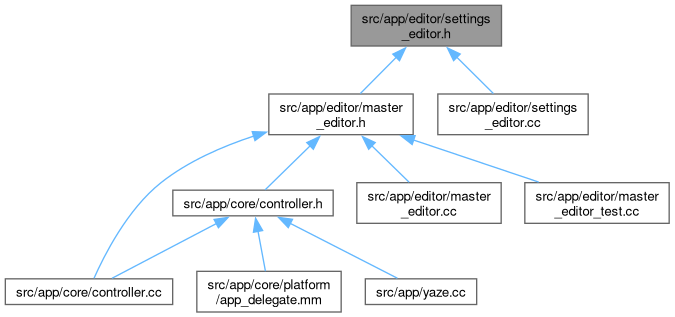 src/app/editor/settings
_editor.h
src/app/editor/master
_editor.h
src/app/editor/settings
_editor.cc
src/app/core/controller.h
src/app/editor/master
_editor.cc
src/app/editor/master
_editor_test.cc
src/app/core/controller.cc
src/app/core/platform
/app_delegate.mm
src/app/yaze.cc